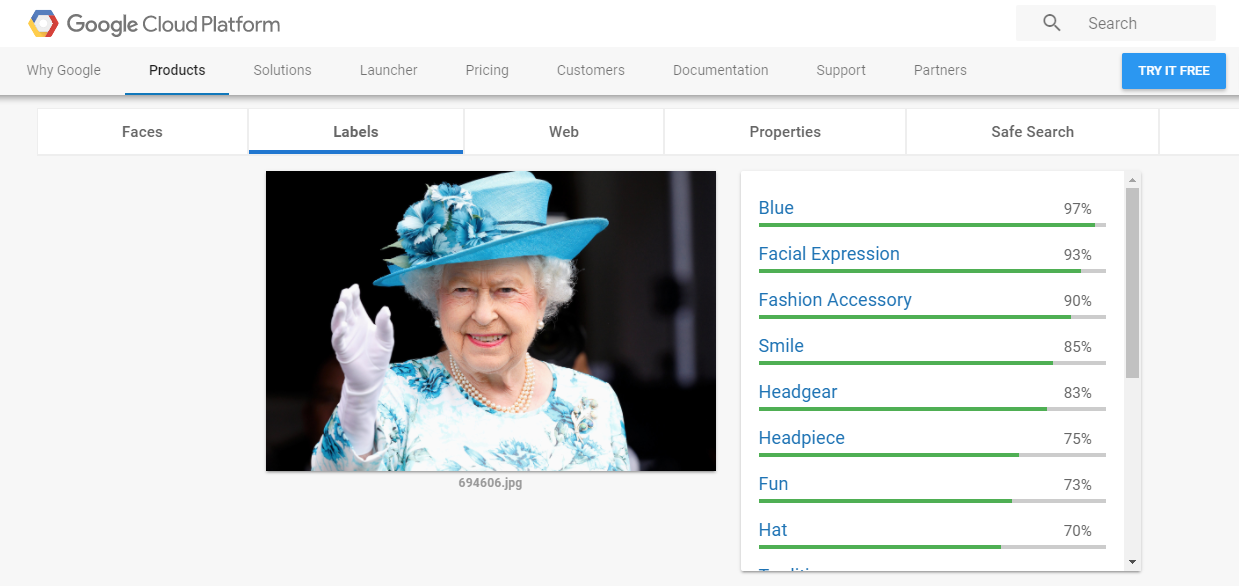 Google Cloud Platform
Search
Why Google Products Solutions Launcher Pricing Customers Documentation Support Partners TRY IT FREE
Faces Labels Web Properties Safe Search
Blue 97%
Facial Expression 93%
Fashion Accessory 90%
Smile 85%
Headgear 83%
Headpiece 75%
Fun 73%
Hat 70%
694606.jpg